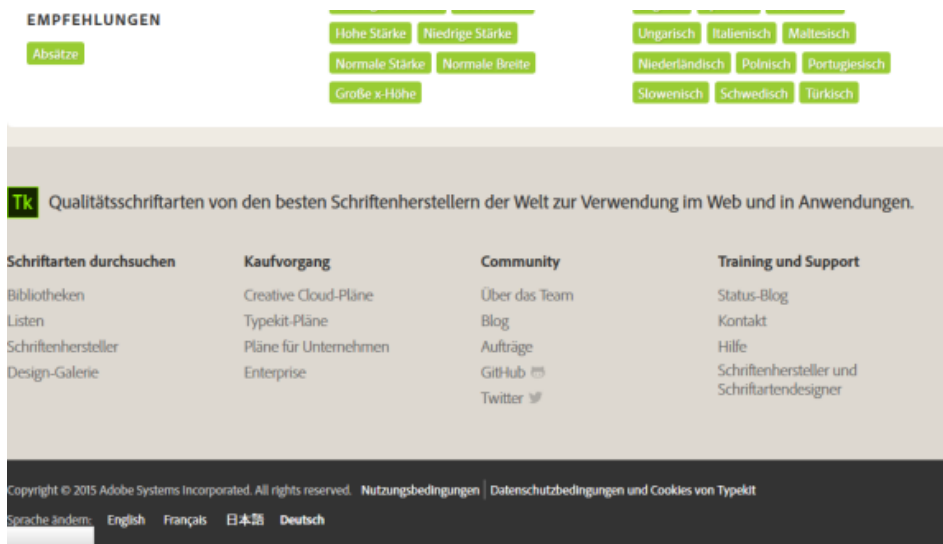 EMPFEHLUNGEN
Absätze
Hohe Stärke Niedrige Stärke
Normale Stärke Normale Breite
Große x-Höhe
Ungarisch Italienisch Maltesisch
Niederländisch Polnisch Portugiesisch
Slowenisch Schwedisch Türkisch
Tk Qualitätsschriftarten von den besten Schriftenherstellern der Welt zur Verwendung im Web und in Anwendungen.
Schriftarten durchsuchen
Bibliotheken
Listen
Schriftenhersteller
Design-Galerie
Kaufvorgang
Creative Cloud-Pläne
Typekit-Pläne
Pläne für Unternehmen
Enterprise
Community
Über das Team
Blog
Aufträge
GitHub
Twitter
Training und Support
Status-Blog
Kontakt
Hilfe
Schriftenhersteller und
Schriftartendesigner
Copyright © 2015 Adobe Systems Incorporated. All rights reserved. Nutzungsbedingungen | Datenschutzbedingungen und Cookies von Typekit
Sprache ändern: English Français 日本語 Deutsch